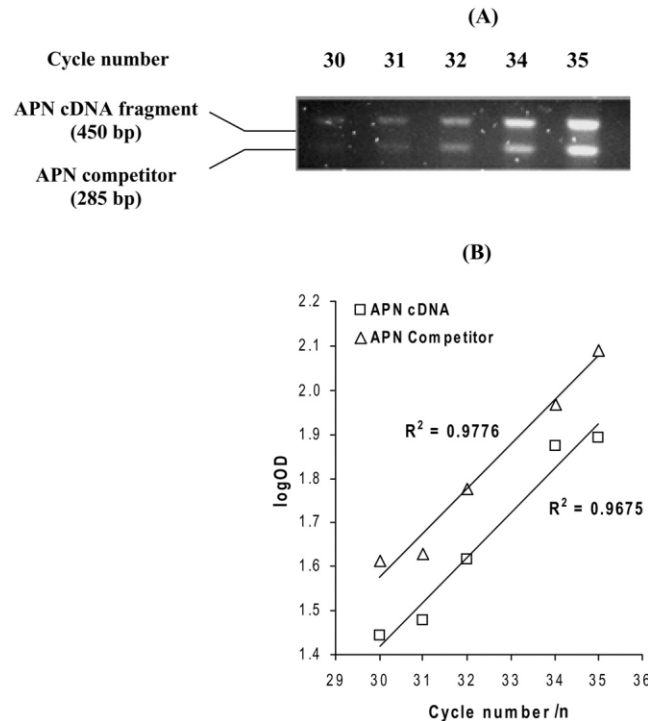 (A)
Cycle number 30 31 32 34 35
APN cDNA fragment
(450 bp)
APN competitor
(285 bp)
(B)
2.2
2.1
2.0
1.9
1.8
1.7
1.6
1.5
1.4
logOD
APN cDNA
APN Competitor
R² = 0.9776
R² = 0.9675
29 30 31 32 33 34 35 36
Cycle number /n